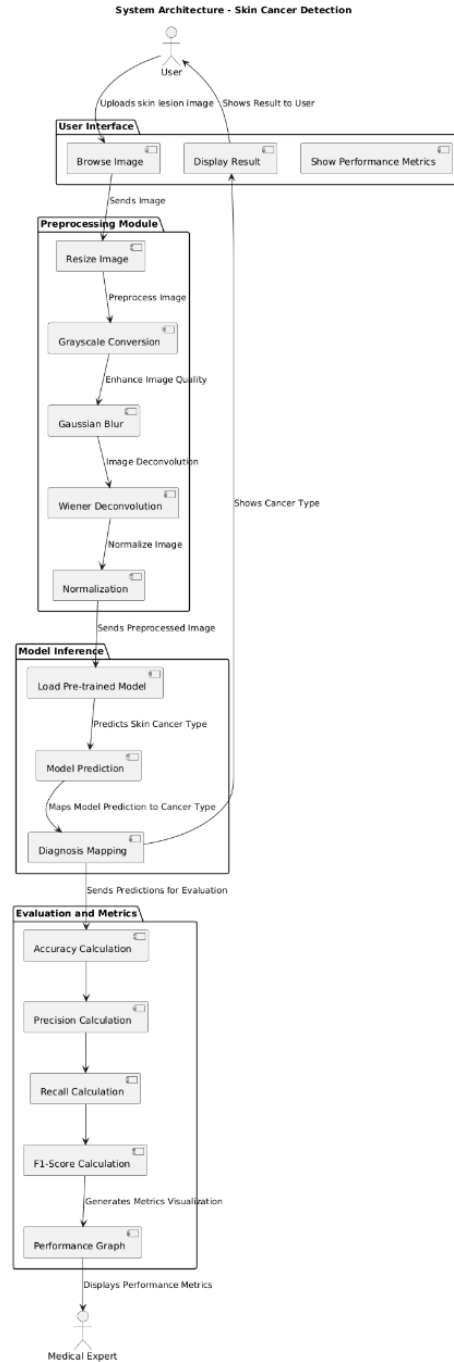 System Architecture - Skin Cancer Detection
User
Uploads skin lesion image
Shows Result to User
User Interface
Browse Image
Display Result
Show Performance Metrics
Sends Image
Preprocessing Module
Resize Image
Preprocess Image
Grayscale Conversion
Enhance Image Quality
Gaussian Blur
Image Deconvolution
Wiener Deconvolution
Shows Cancer Type
Normalize Image
Normalization
Sends Preprocessed Image
Model Inference
Load Pre-trained Model
Predicts Skin Cancer Type
Model Prediction
Maps Model Prediction to Cancer Type
Diagnosis Mapping
Sends Predictions for Evaluation
Evaluation and Metrics
Accuracy Calculation
Precision Calculation
Recall Calculation
F1-Score Calculation
Generates Metrics Visualization
Performance Graph
Displays Performance Metrics
Medical Expert